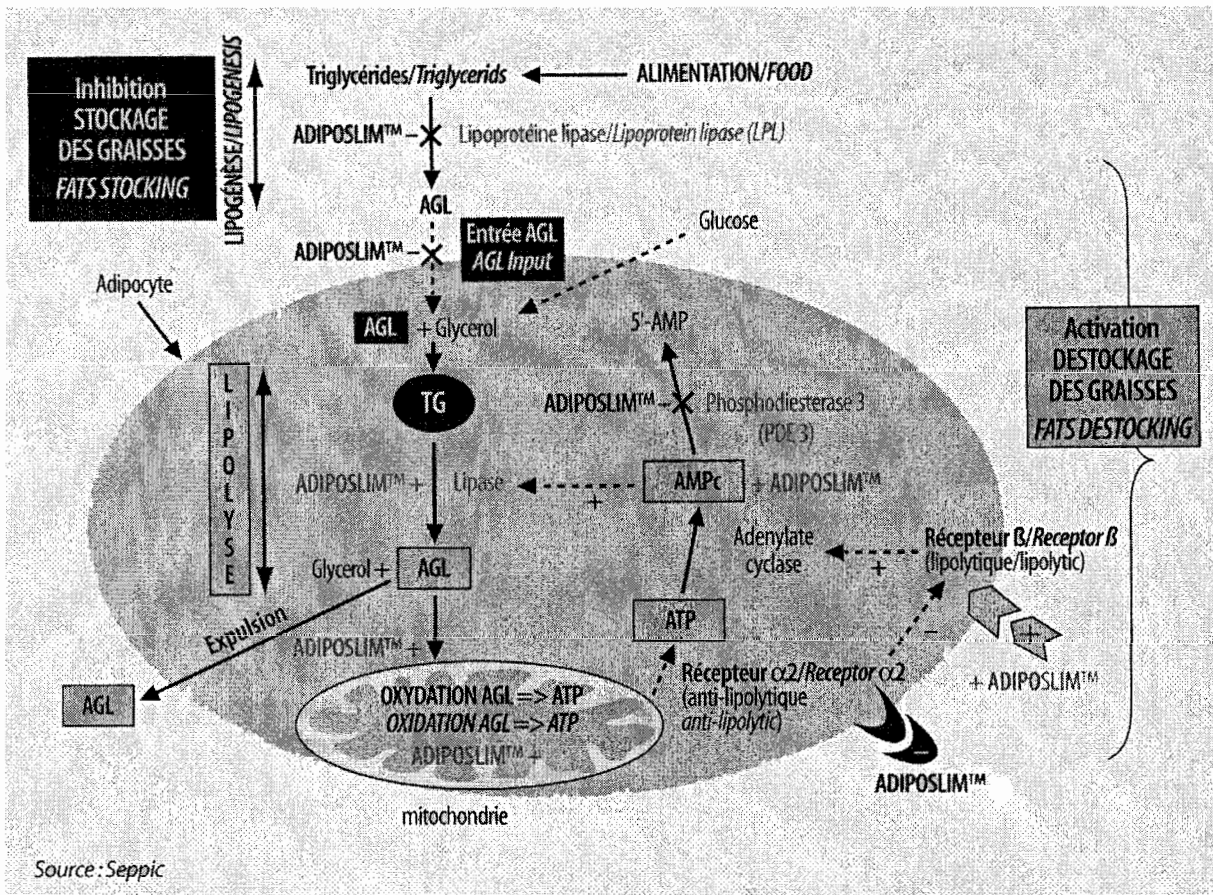 Inhibition
STOCKAGE
DES GRAISSES
FATS STOCKING
LIPOGÉNÈSE/LIPOGENESIS
Triglycérides/Triglycerids
ALIMENTATION/FOOD
ADIPOSLIM™ –
Lipoprotéine lipase/Lipoprotein lipase (LPL)
AGL
ADIPOSLIM™ –
Entrée AGL
AGL Input
Glucose
Adipocyte
AGL + Glycerol
5'-AMP
Activation
DESTOCKAGE
DES GRAISSES
FATS DESTOCKING
LIPOLYSE
TG
ADIPOSLIM™ –
Phosphodiesterase 3
(PDE 3)
ADIPOSLIM™ +
Lipase
+
AMPc
+ ADIPOSLIM™
Adenylate
cyclase
+
Récepteur ß/Receptor ß
(lipolytique/lipolytic)
Glycerol + AGL
Expulsion
ATP
–
+
ADIPOSLIM™ +
AGL
Récepteur α2/Receptor α2
(anti-lipolytique
anti-lipolytic)
+ ADIPOSLIM™
OXYDATION AGL => ATP
OXIDATION AGL => ATP
ADIPOSLIM™ +
–
ADIPOSLIM™
mitochondrie
Source : Seppic